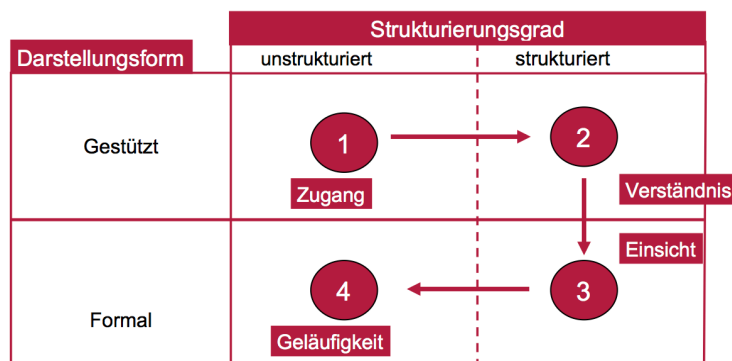 Strukturierungsgrad
Darstellungsform
unstrukturiert
strukturiert
Gestützt
1
2
Zugang
Verständnis
Einsicht
4
3
Formal
Geläufigkeit